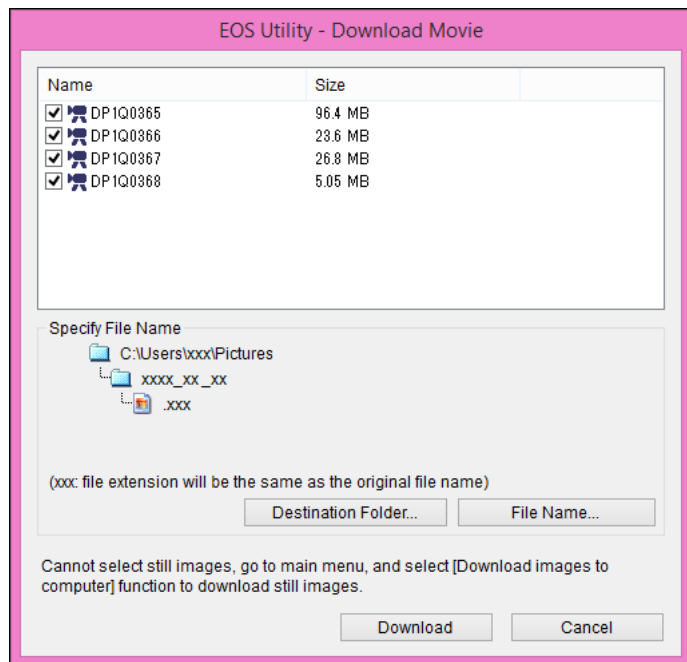 EOS Utility - Download Movie
Name Size
DP1Q0365 96.4 MB
DP1Q0366 23.6 MB
DP1Q0367 26.8 MB
DP1Q0368 5.05 MB
Specify File Name
C:\Users\xxx\Pictures
xxxx_xx_xx
.xxx
(xxx: file extension will be the same as the original file name)
Destination Folder... File Name...
Cannot select still images, go to main menu, and select [Download images to
computer] function to download still images.
Download Cancel